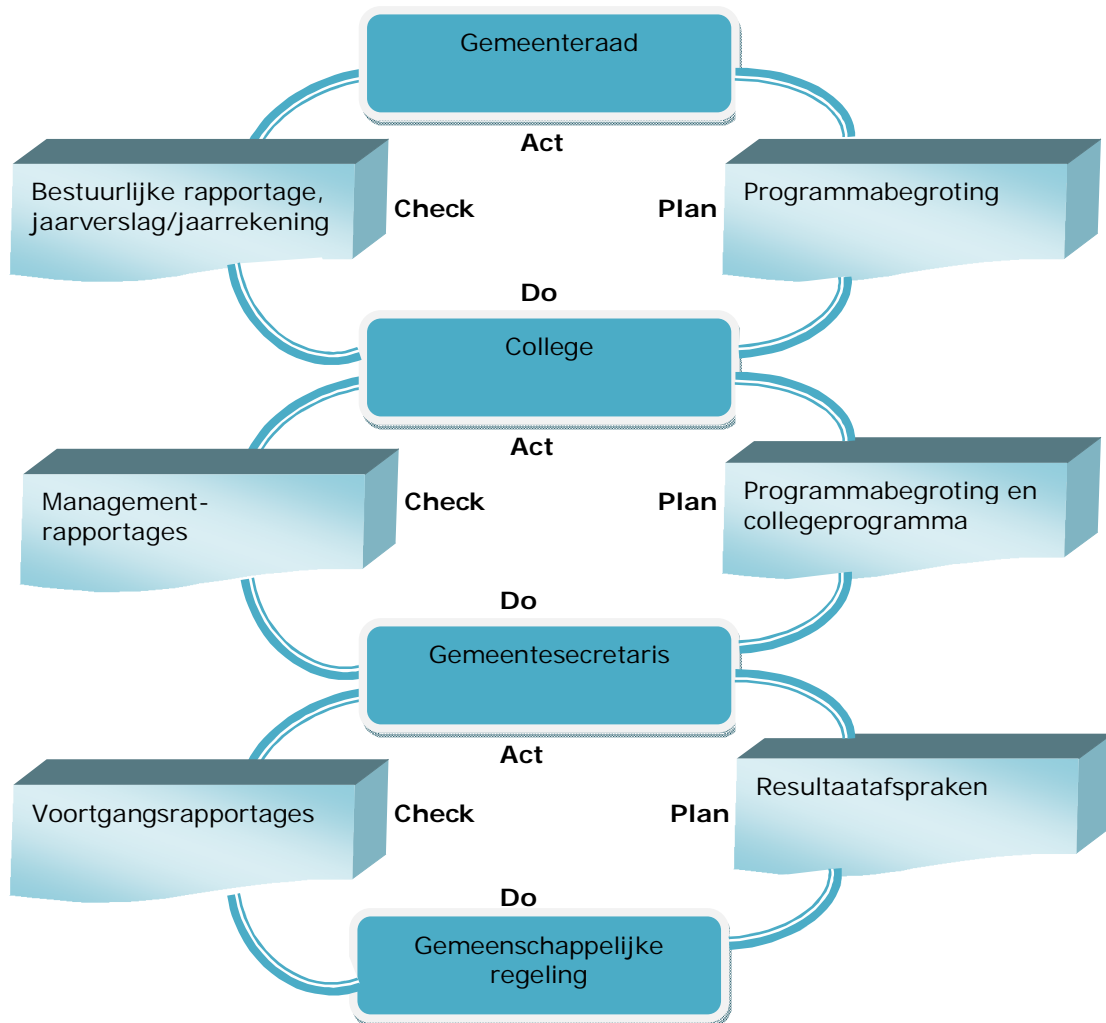 Gemeenteraad
Act
Bestuurlijke rapportage,
jaarverslag/jaarrekening
Check
Plan
Programmabegroting
Do
College
Act
Management-
rapportages
Check
Plan
Programmabegroting en
collegeprogramma
Do
Gemeentesecretaris
Act
Voortgangsrapportages
Check
Plan
Resultaatafspraken
Do
Gemeenschappelijke
regeling